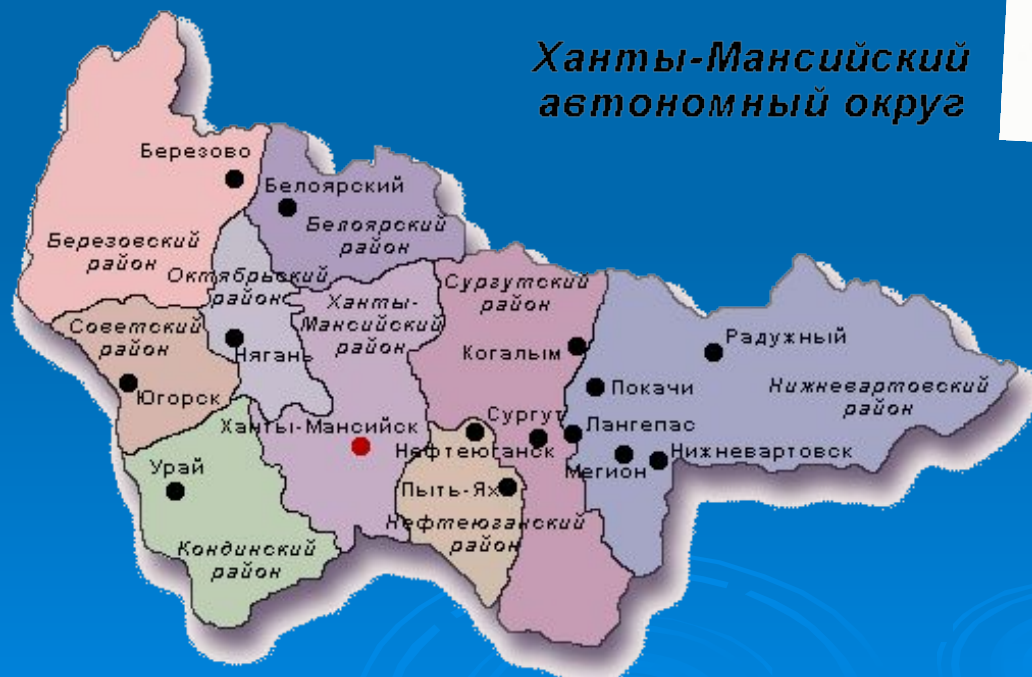 Ханты-Мансийский
автономный округ
Березово
Белоярский
Белоярский
район
Березовский
район
Октябрьский
район
Ханты-
Мансийский
район
Сургутский
район
Советский
район
Нягань
Когалым
Радужный
Югорск
Покачи
Нижневартовский
район
Ханты-Мансийск
Сургут
Лангепас
Нефтеюганск
Нижневартовск
Мегион
Урай
Пыть-Ях
Нефтеюганский
район
Кондинский
район